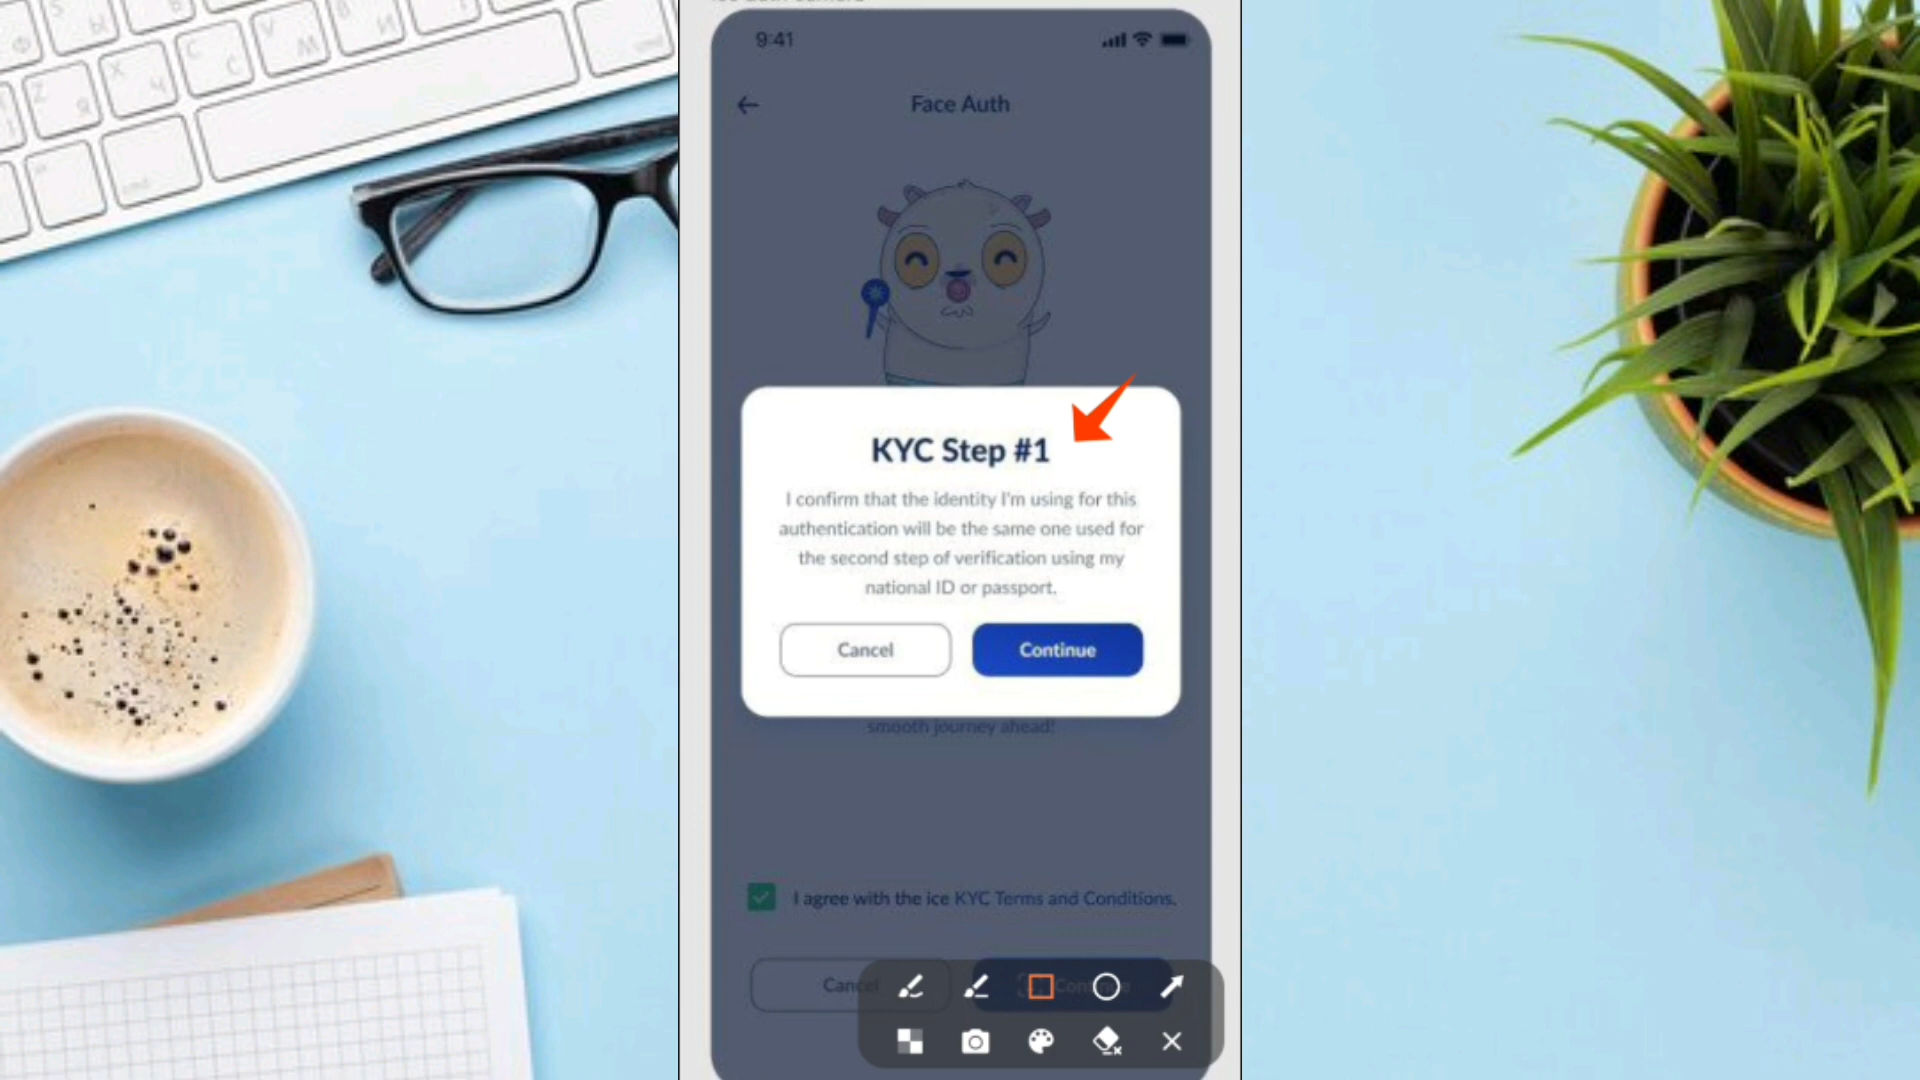 9:41
Face Auth
KYC Step #1
I confirm that the identity I'm using for this
authentication will be the same one used for
the second step of verification using my
national ID or passport.
Cancel
Continue
smooth journey ahead!
I agree with the ice KYC Terms and Conditions.
Cancel
Continue